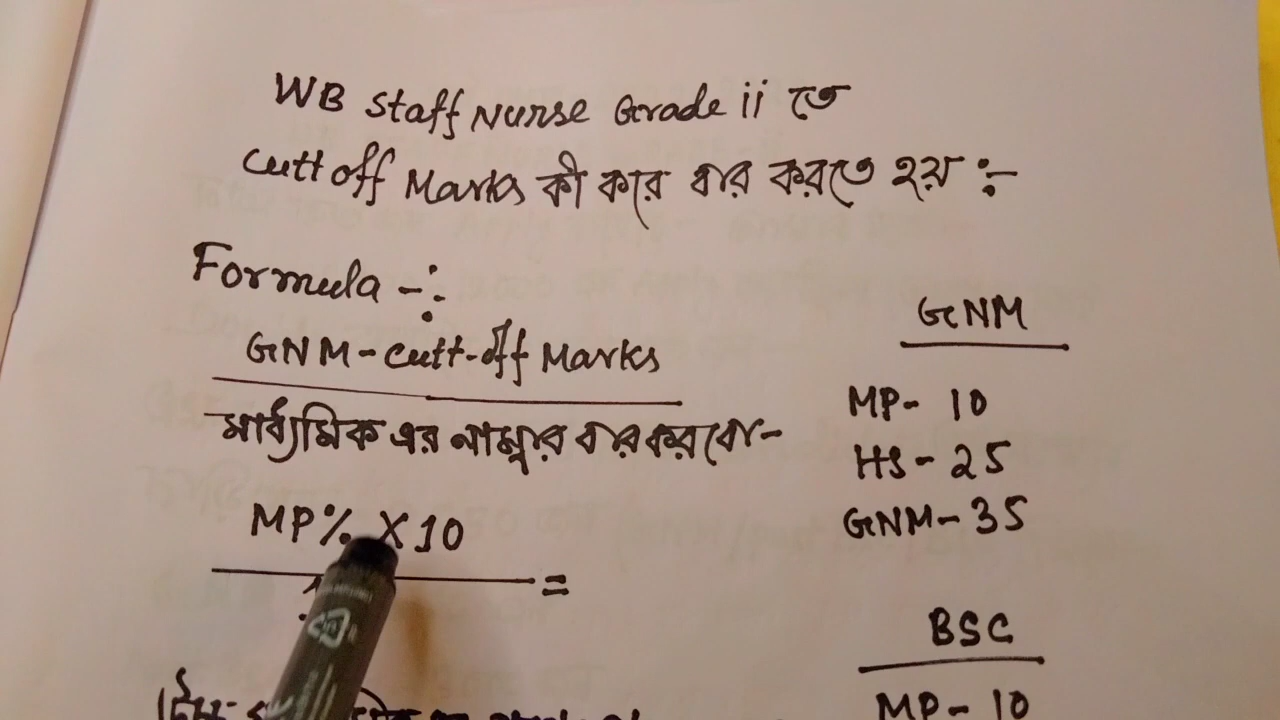 WB Staff Nurse Grade ii তে
Cutt off Marks কী করে বার করতে হয় :-
Formula -:
GNM - Cutt-off Marks
মাধ্যমিক এর নাম্বার বার করবো-
MP% X 10
=
GNM
MP- 10
HS- 25
GNM- 35
BSC
MP- 10